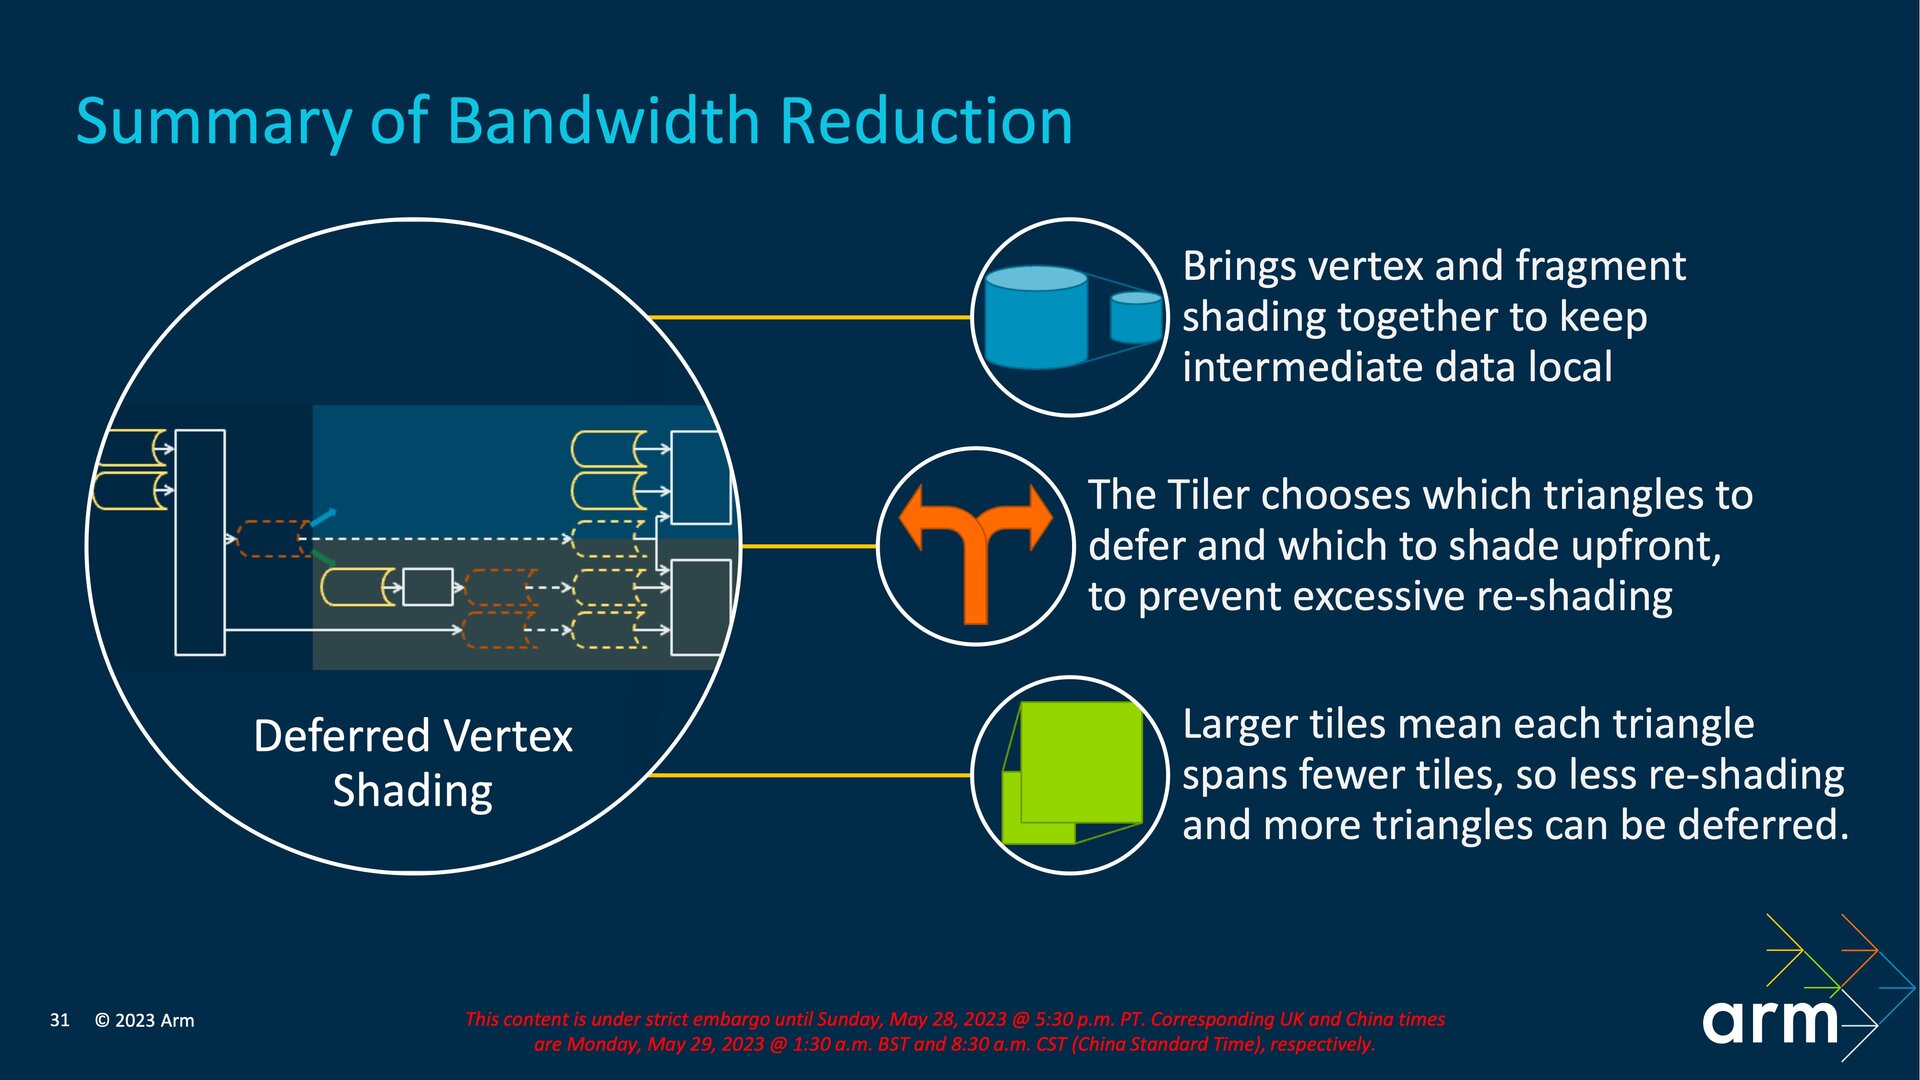 Summary of Bandwidth Reduction
Deferred Vertex
Shading
Brings vertex and fragment
shading together to keep
intermediate data local
The Tiler chooses which triangles to
defer and which to shade upfront,
to prevent excessive re-shading
Larger tiles mean each triangle
spans fewer tiles, so less re-shading
and more triangles can be deferred.
31 © 2023 Arm
This content is under strict embargo until Sunday, May 28, 2023 @ 5:30 p.m. PT. Corresponding UK and China times
are Monday, May 29, 2023 @ 1:30 a.m. BST and 8:30 a.m. CST (China Standard Time), respectively.
arm